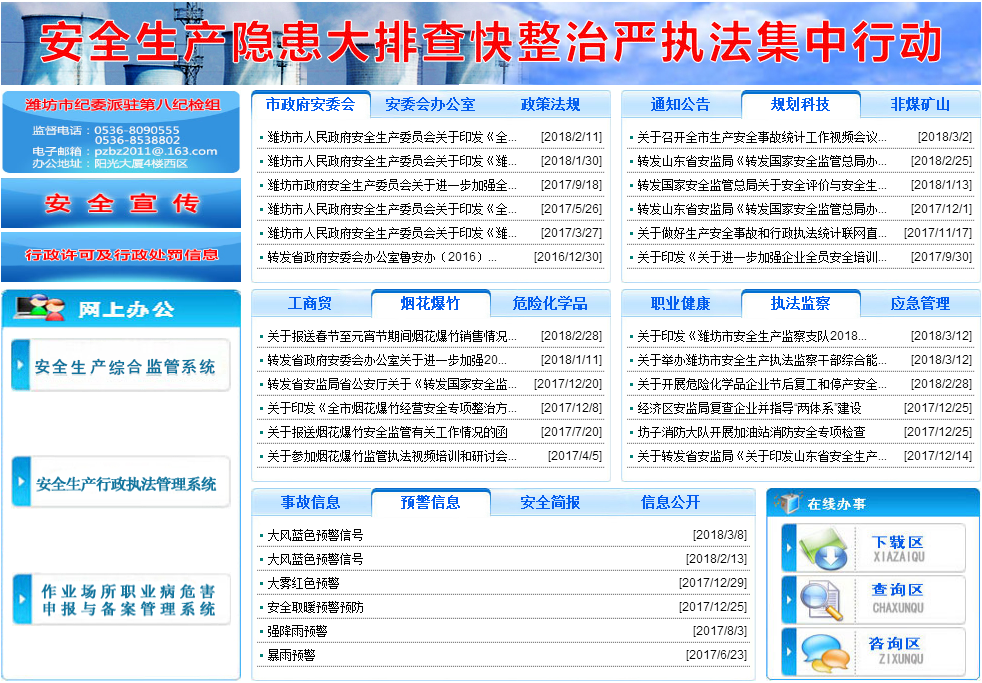 安全生产隐患大排查快整治严执法集中行动
潍坊市纪委派驻第八纪检组
监督电话：0536-8090555
0536-8538802
电子邮箱：pzbz2011@.163.com
办公地址：阳光大厦4楼西区
安 全 宣 传
行政许可及行政处罚信息
网上办公
安全生产综合监管系统
安全生产行政执法管理系统
作业场所职业病危害
申报与备案管理系统
市政府安委会 安委会办公室 政策法规
潍坊市人民政府安全生产委员会关于印发《全... [2018/2/11]
潍坊市人民政府安全生产委员会关于印发《全... [2018/1/30]
潍坊市政府安全生产委员会关于进一步加强全... [2017/9/18]
潍坊市人民政府安全生产委员会关于印发《全... [2017/5/26]
潍坊市人民政府安全生产委员会关于印发《潍... [2017/3/27]
转发省政府安委会办公室鲁安办（2016）... [2016/12/30]
通知公告 规划科技 非煤矿山
关于召开全市生产安全事故统计工作视频会议... [2018/3/2]
转发山东省安监局《转发国家安全监管总局办... [2018/2/25]
转发国家安全监管总局关于安全评价与安全生... [2018/1/13]
转发山东省安监局《转发国家安全监管总局办... [2017/12/1]
关于做好生产安全事故和行政执法统计联网直... [2017/11/17]
关于印发《关于进一步加强企业全员安全培训... [2017/9/30]
工商贸 烟花爆竹 危险化学品
关于报送春节至元宵节期间烟花爆竹销售情况... [2018/2/28]
转发省政府安委会办公室关于进一步加强20... [2018/1/11]
转发省安监局省公安厅关于《转发国家安全监... [2017/12/20]
关于印发《全市烟花爆竹经营安全专项整治方... [2017/12/8]
关于报送烟花爆竹安全监管有关工作情况的函 [2017/7/20]
关于参加烟花爆竹监管执法视频培训和研讨会... [2017/4/5]
职业健康 执法监察 应急管理
关于印发《潍坊市安全生产监察支队2018... [2018/3/12]
关于举办潍坊市安全生产执法监察干部综合能... [2018/3/12]
关于开展危险化学品企业节后复工和停产安全... [2018/2/28]
经济区安监局复查企业并指导“两体系”建设 [2017/12/25]
坊子消防大队开展加油站消防安全专项检查 [2017/12/25]
关于转发省安监局《关于印发山东省安全生产... [2017/12/14]
事故信息 预警信息 安全简报 信息公开
大风蓝色预警信号 [2018/3/8]
大风蓝色预警信号 [2018/2/13]
大雾红色预警 [2017/12/29]
安全取暖预警预防 [2017/12/25]
强降雨预警 [2017/8/3]
暴雨预警 [2017/6/23]
在线办事
下载区
XIAZAIQU
查询区
CHAXUNQU
咨询区
ZIXUNQU